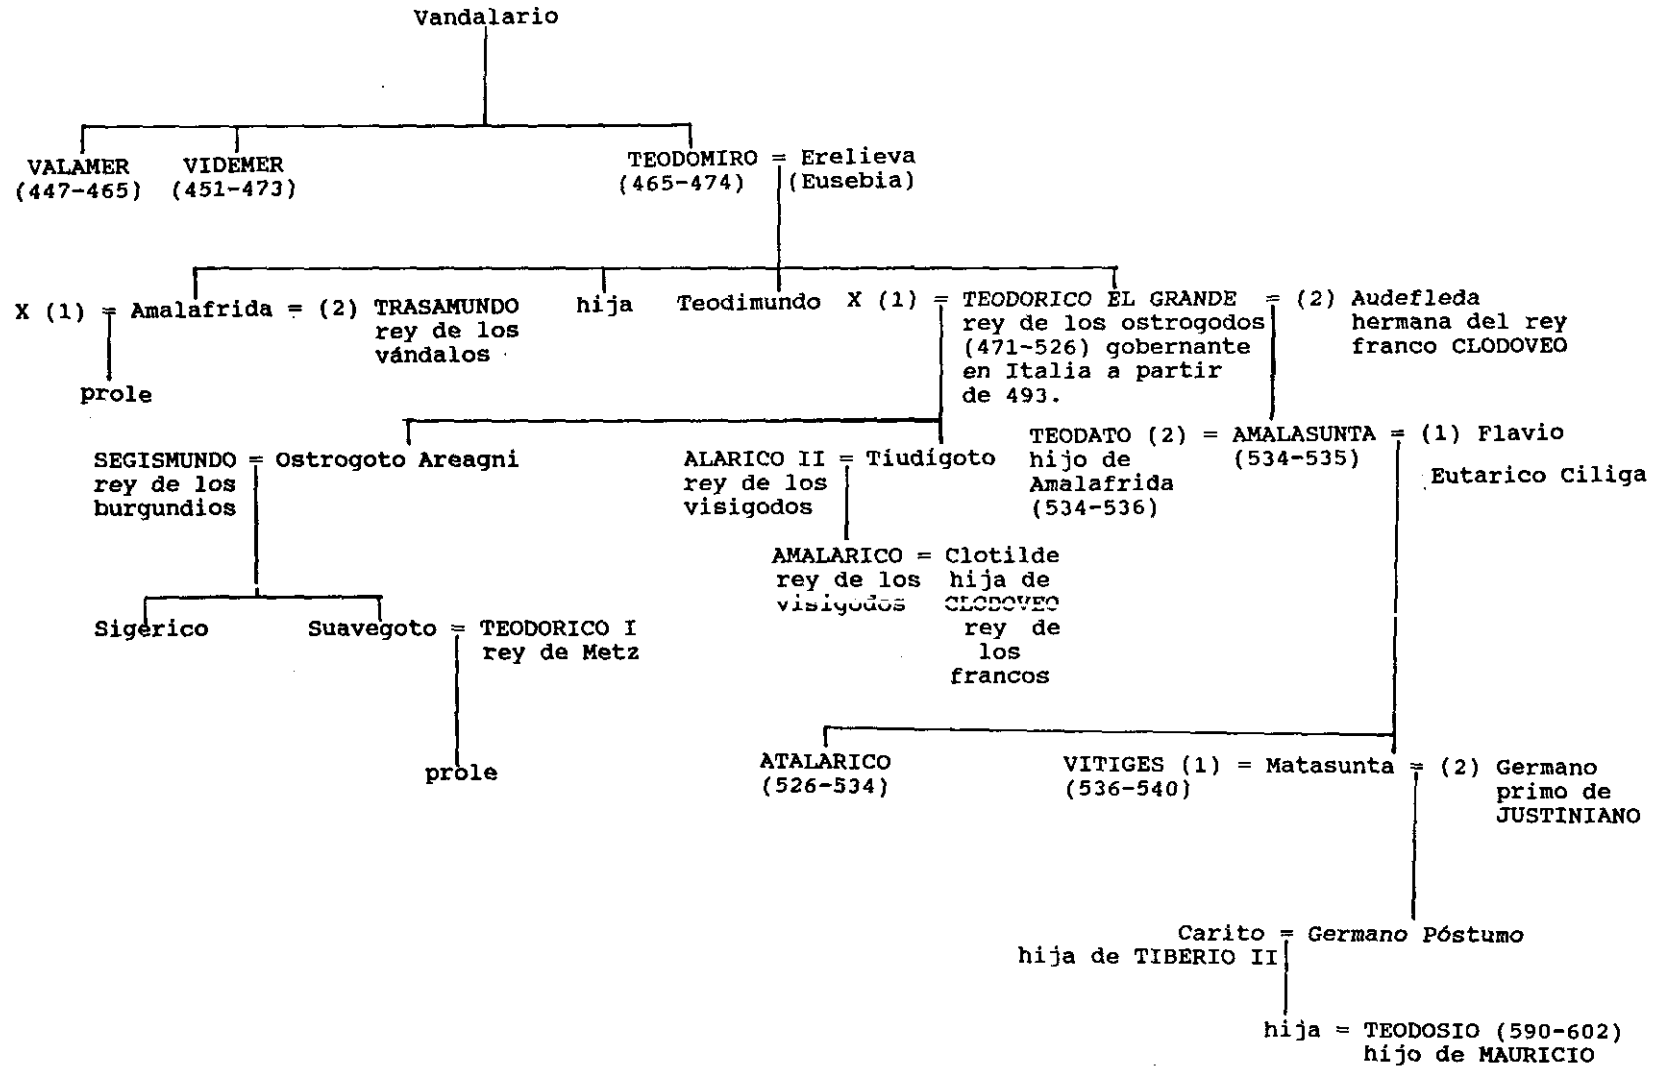 Vandalario
VALAMER
(447-465)
VIDEMER
(451-473)
TEODOMIRO = Erelieva
(465-474) (Eusebia)
X (1) = Amalafrida = (2) TRASAMUNDO
rey de los
vándalos
prole
hija
Teodimundo
X (1) = TEODORICO EL GRANDE = (2) Audefleda
rey de los ostrogodos
(471-526) gobernante
en Italia a partir
de 493.
hermana del rey
franco CLODOVEO
SEGISMUNDO = Ostrogoto Areagni
rey de los
burgundios
ALARICO II = Tiudigoto
rey de los
visigodos
TEODATO (2) = AMALASUNTA = (1) Flavio
hijo de
Amalafrida
(534-536)
(534-535)
Eutarico Ciliga
AMALARICO = Clotilde
rey de los
visigodos
hija de
CLODOVEO
rey de
los
francos
Sigerico
Suavegoto = TEODORICO I
rey de Metz
prole
ATALARICO
(526-534)
VITIGES (1) = Matasunta = (2) Germano
(536-540)
primo de
JUSTINIANO
Carito = Germano Póstumo
hija de TIBERIO II
hija = TEODOSIO (590-602)
hijo de MAURICIO